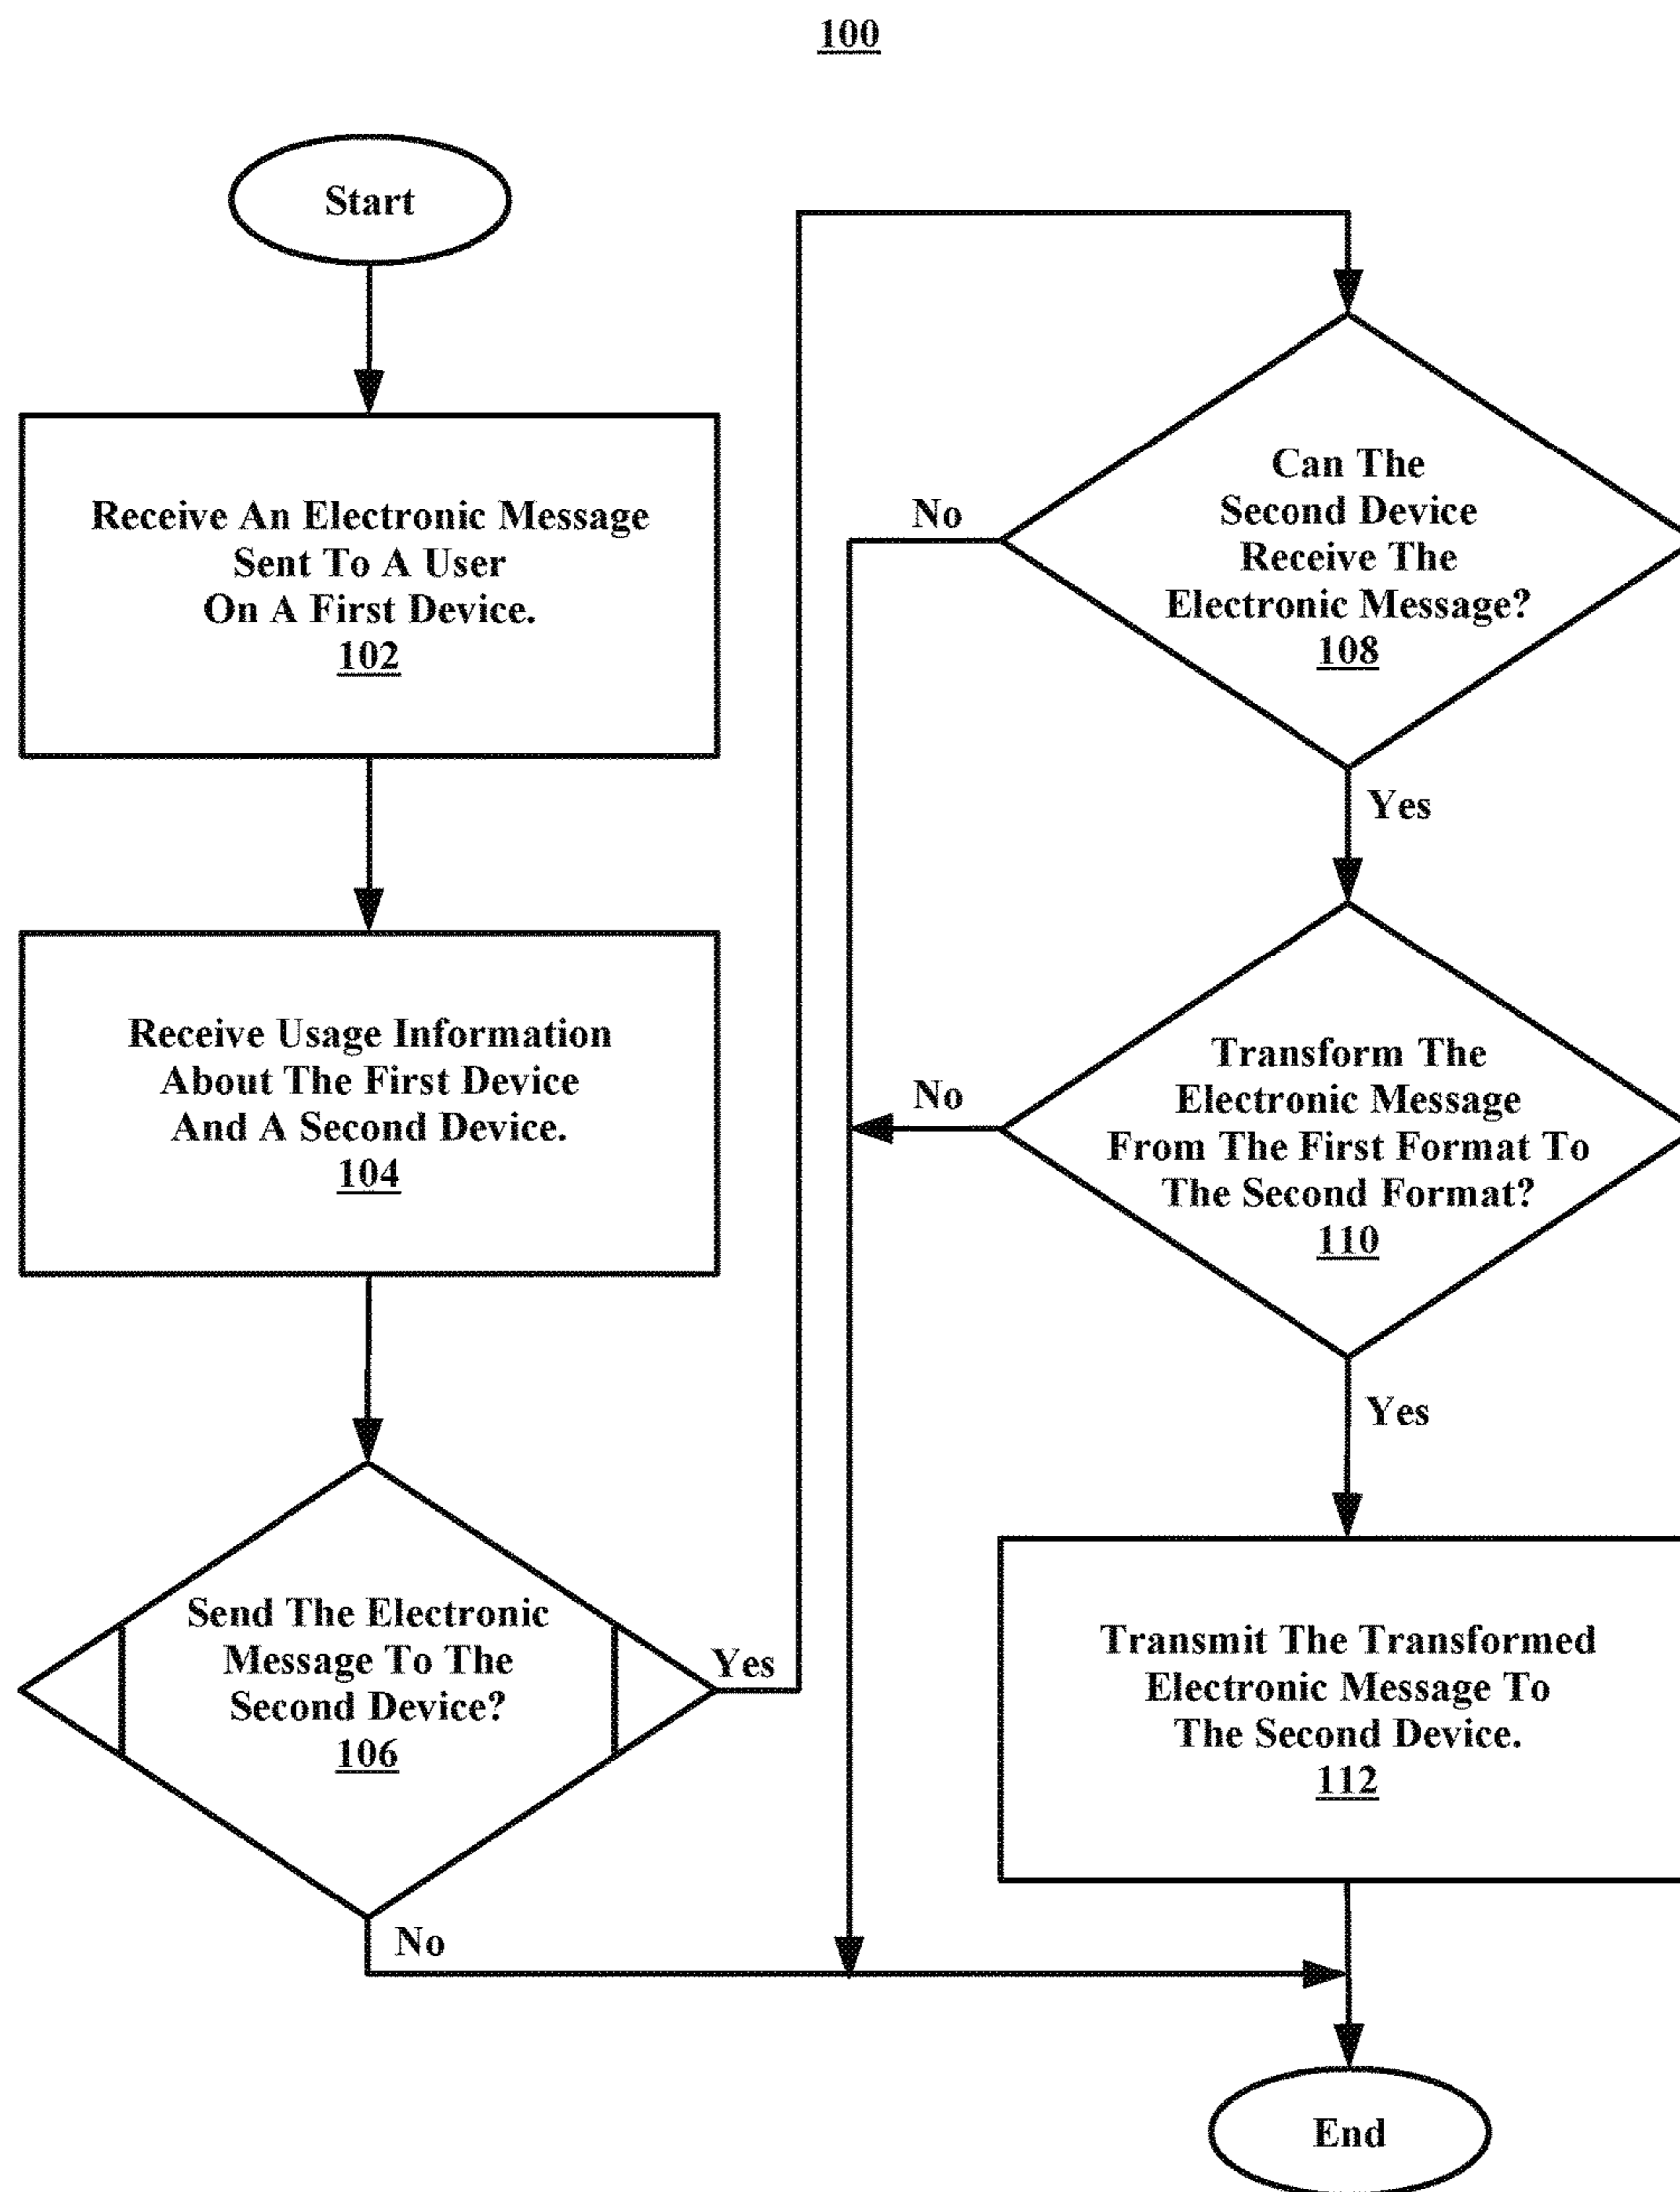 100
Start
Receive An Electronic Message
Sent To A User
On A First Device.
102
Receive Usage Information
About The First Device
And A Second Device.
104
Send The Electronic
Message To The
Second Device?
106
Yes
No
Can The
Second Device
Receive The
Electronic Message?
108
No
Yes
Transform The
Electronic Message
From The First Format To
The Second Format?
110
No
Yes
Transmit The Transformed
Electronic Message To
The Second Device.
112
End